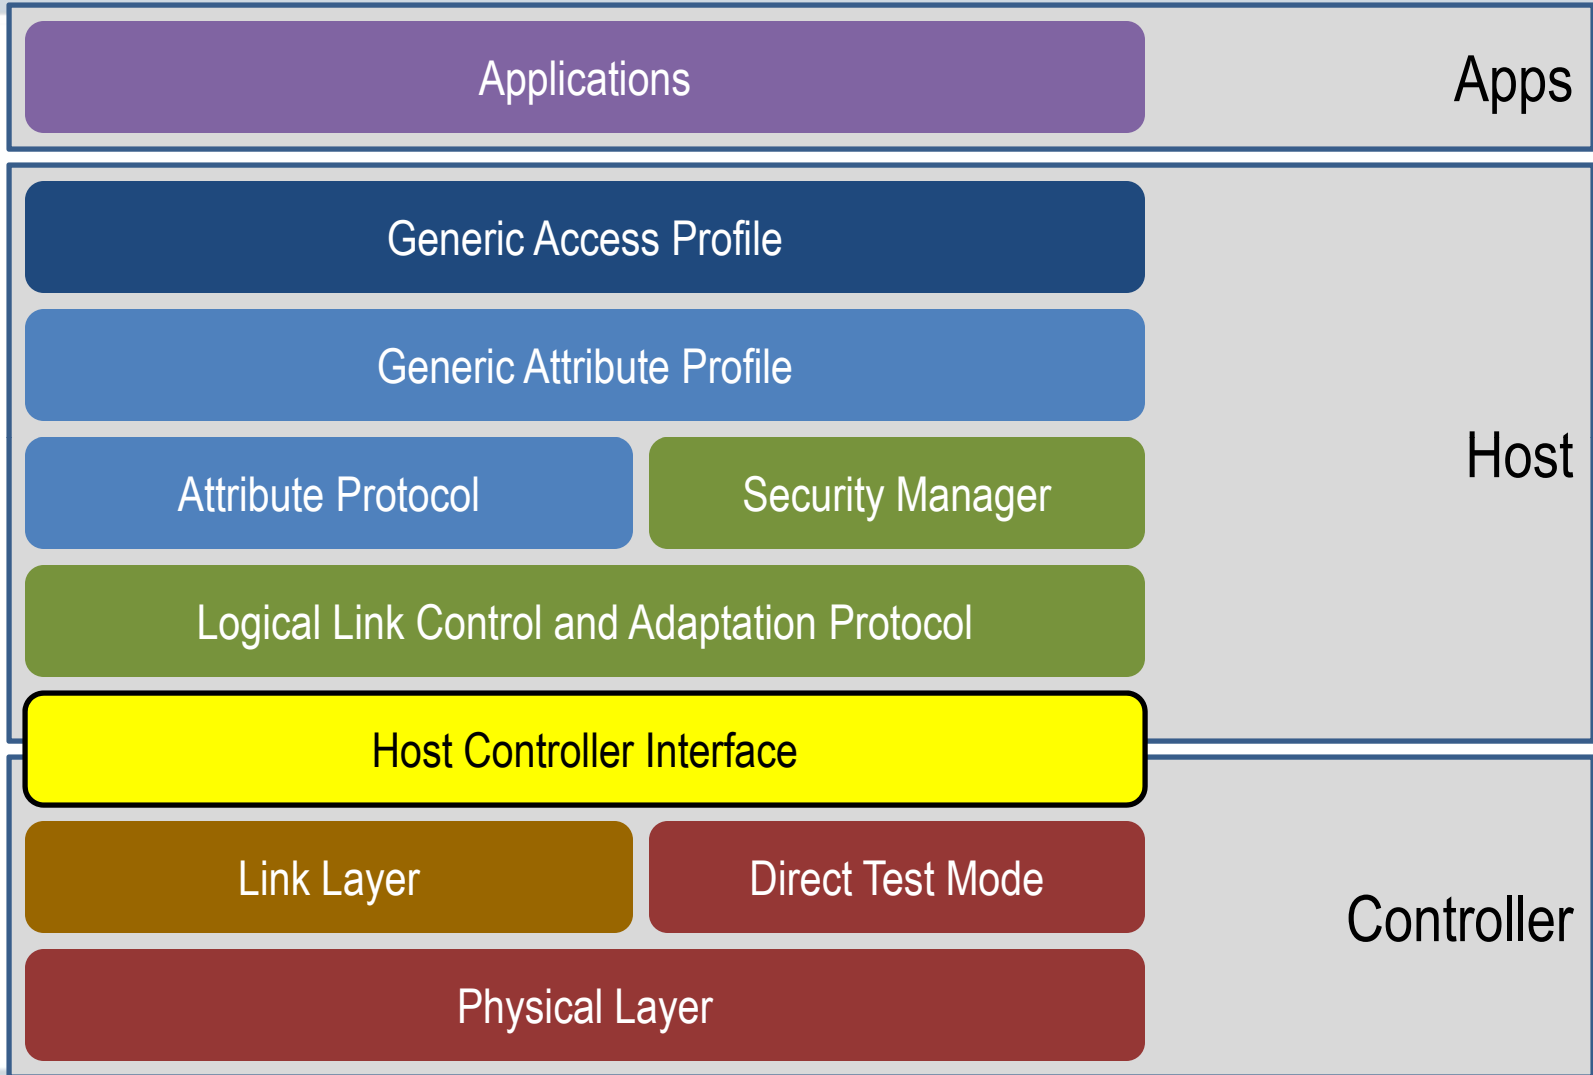 Applications
Apps
Generic Access Profile
Generic Attribute Profile
Attribute Protocol
Security Manager
Host
Logical Link Control and Adaptation Protocol
Host Controller Interface
Link Layer
Direct Test Mode
Controller
Physical Layer